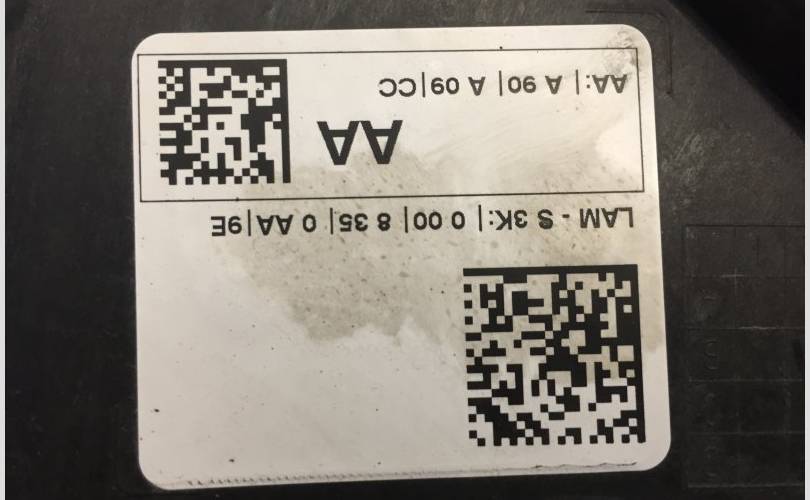 LAM - S 3K:| 0 00| 8 35| 0 AA|9E
AA
AA:| A 90 |A 09|CC